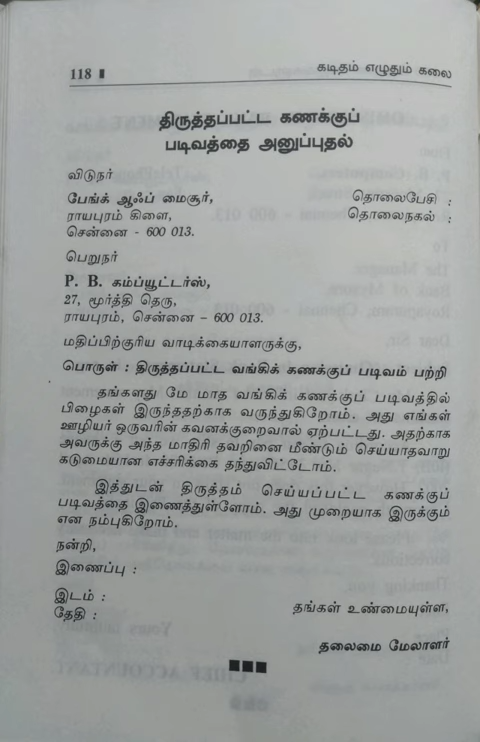 118
கடிதம் எழுதும் கலை
திருத்தப்பட்ட கணக்குப்
படிவத்தை அனுப்புதல்
விடுநர்
பேங்க் ஆஃப் மைசூர்,
தொலைபேசி :
ராயபுரம் கிளை,
தொலைநகல் :
சென்னை - 600 013.
பெறுநர்
P. B. கம்ப்யூட்டர்ஸ்,
27, மூர்த்தி தெரு,
ராயபுரம், சென்னை - 600 013.
மதிப்பிற்குரிய வாடிக்கையாளருக்கு,
பொருள் : திருத்தப்பட்ட வங்கிக் கணக்குப் படிவம் பற்றி
தங்களது மே மாத வங்கிக் கணக்குப் படிவத்தில்
பிழைகள் இருந்ததற்காக வருந்துகிறோம். அது எங்கள்
ஊழியர் ஒருவரின் கவனக்குறைவால் ஏற்பட்டது. அதற்காக
அவருக்கு அந்த மாதிரி தவறினை மீண்டும் செய்யாதவாறு
கடுமையான எச்சரிக்கை தந்துவிட்டோம்.
இத்துடன் திருத்தம் செய்யப்பட்ட கணக்குப்
படிவத்தை இணைத்துள்ளோம். அது முறையாக இருக்கும்
என நம்புகிறோம்.
நன்றி,
இணைப்பு :
இடம் :
தேதி :
தங்கள் உண்மையுள்ள,
தலைமை மேலாளர்